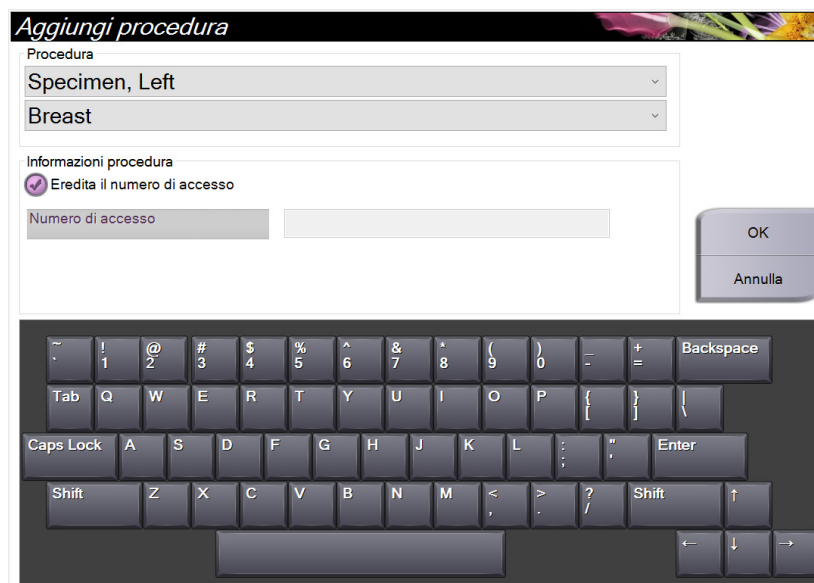 Aggiungi procedura
Procedura
Specimen, Left
Breast
Informazioni procedura
Eredita il numero di accesso
Numero di accesso
OK
Annulla
~ ! @ # $ % ^ & * ( ) _ + Backspace
` 1 2 3 4 5 6 7 8 9 0 - =
Tab Q W E R T Y U I O P { } |
[ ] \
Caps Lock A S D F G H J K L : " Enter
; '
Shift Z X C V B N M < > ? Shift ↑
, . /
← ↓ →